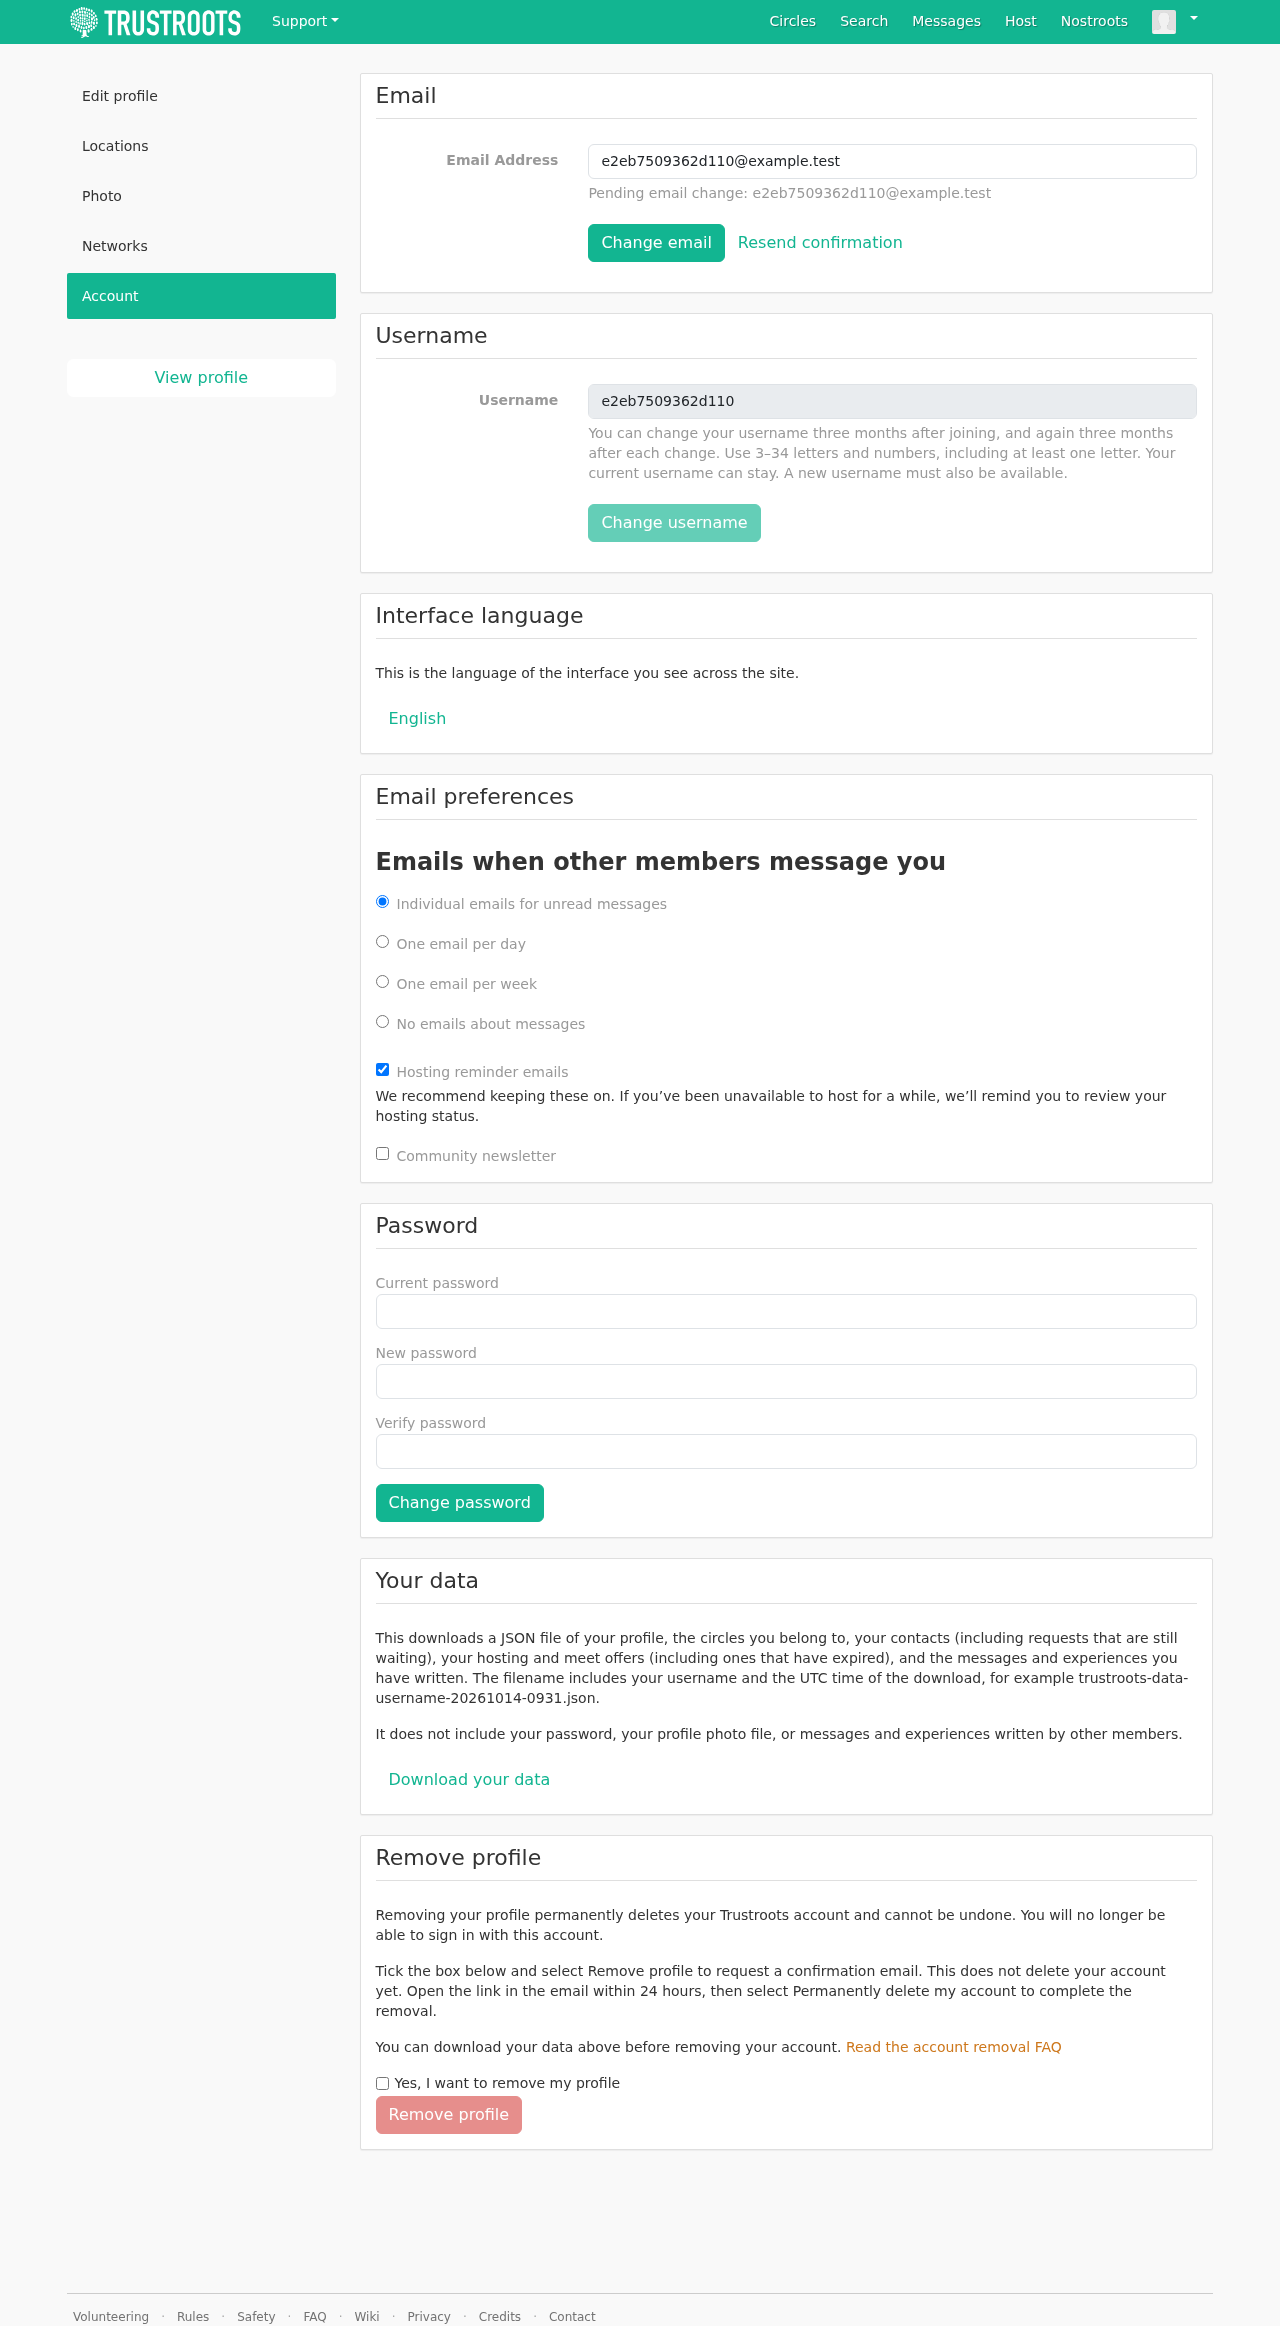 TRUSTROOTS
Support
Circles
Search
Messages
Host
Nostroots
Edit profile
Locations
Photo
Networks
Account
View profile
Email
Email Address
e2eb7509362d110@example.test
Pending email change: e2eb7509362d110@example.test
Change email
Resend confirmation
Username
Username
e2eb7509362d110
You can change your username three months after joining, and again three months
after each change. Use 3–34 letters and numbers, including at least one letter. Your
current username can stay. A new username must also be available.
Change username
Interface language
This is the language of the interface you see across the site.
English
Email preferences
Emails when other members message you
Individual emails for unread messages
One email per day
One email per week
No emails about messages
Hosting reminder emails
We recommend keeping these on. If you’ve been unavailable to host for a while, we’ll remind you to review your
hosting status.
Community newsletter
Password
Current password
New password
Verify password
Change password
Your data
This downloads a JSON file of your profile, the circles you belong to, your contacts (including requests that are still
waiting), your hosting and meet offers (including ones that have expired), and the messages and experiences you
have written. The filename includes your username and the UTC time of the download, for example trustroots-data-
username-20261014-0931.json.
It does not include your password, your profile photo file, or messages and experiences written by other members.
Download your data
Remove profile
Removing your profile permanently deletes your Trustroots account and cannot be undone. You will no longer be
able to sign in with this account.
Tick the box below and select Remove profile to request a confirmation email. This does not delete your account
yet. Open the link in the email within 24 hours, then select Permanently delete my account to complete the
removal.
You can download your data above before removing your account. Read the account removal FAQ
Yes, I want to remove my profile
Remove profile
Volunteering · Rules · Safety · FAQ · Wiki · Privacy · Credits · Contact